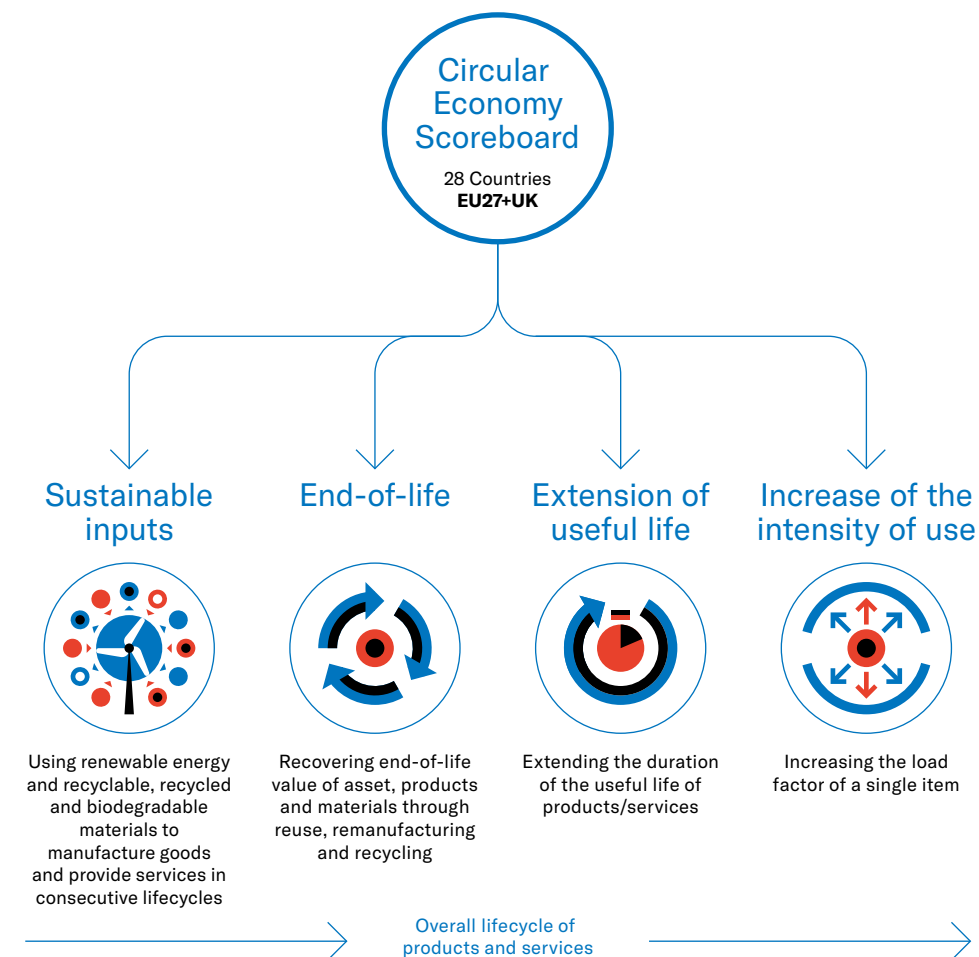 Circular
Economy
Scoreboard
28 Countries
EU27+UK
Sustainable
inputs
Using renewable energy
and recyclable, recycled
and biodegradable
materials to
manufacture goods
and provide services in
consecutive lifecycles
End-of-life
Recovering end-of-life
value of asset, products
and materials through
reuse, remanufacturing
and recycling
Extension of
useful life
Extending the duration
of the useful life of
products/services
Increase of the
intensity of use
Increasing the load
factor of a single item
Overall lifecycle of
products and services